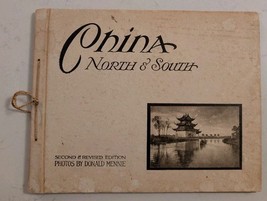 China
North & South
Second & Revised Edition
Photos by Donald Mennie